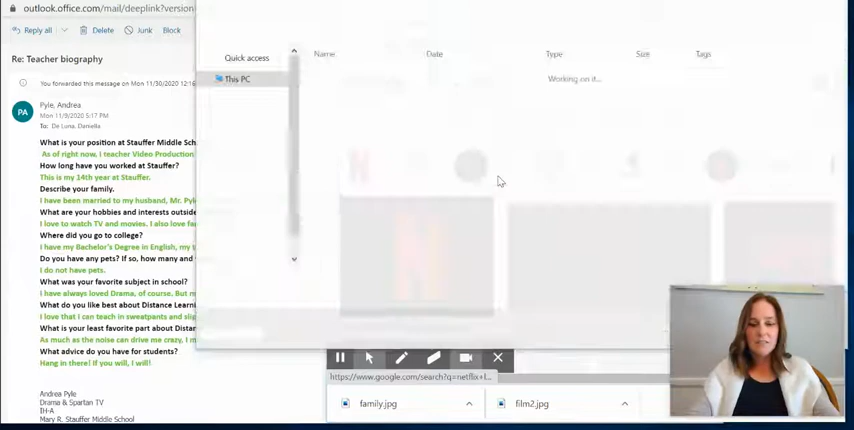 outlook.office.com/mail/deeplink?version
Reply all
Delete
Junk
Block
Re: Teacher biography
You forwarded this message on Mon 11/30/2020 12:16
PA
Pyle, Andrea
Mon 11/9/2020 5:17 PM
To: De Luna, Daniella
What is your position at Stauffer Middle Sch
As of right now, I teacher Video Production
How long have you worked at Stauffer?
This is my 14th year at Stauffer.
Describe your family.
I have been married to my husband, Mr. Pyl
What are your hobbies and interests outside
I love to watch TV and movies. I also love fa
Where did you go to college?
I have my Bachelor's Degree in English, my
Do you have any pets? If so, how many and
I do not have pets.
What was your favorite subject in school?
I have always loved Drama, of course. But m
What do you like best about Distance Learni
I love that I can teach in sweatpants and slip
What is your least favorite part about Distan
As much as the noise can drive me crazy, I m
What advice do you have for students?
Hang in there! If you will, I will!
Andrea Pyle
Drama & Spartan TV
IH-A
Mary R. Stauffer Middle School
Quick access
This PC
Name
Date
Type
Size
Tags
Working on it...
https://www.google.com/search?q=netflix+l...
family.jpg
film2.jpg